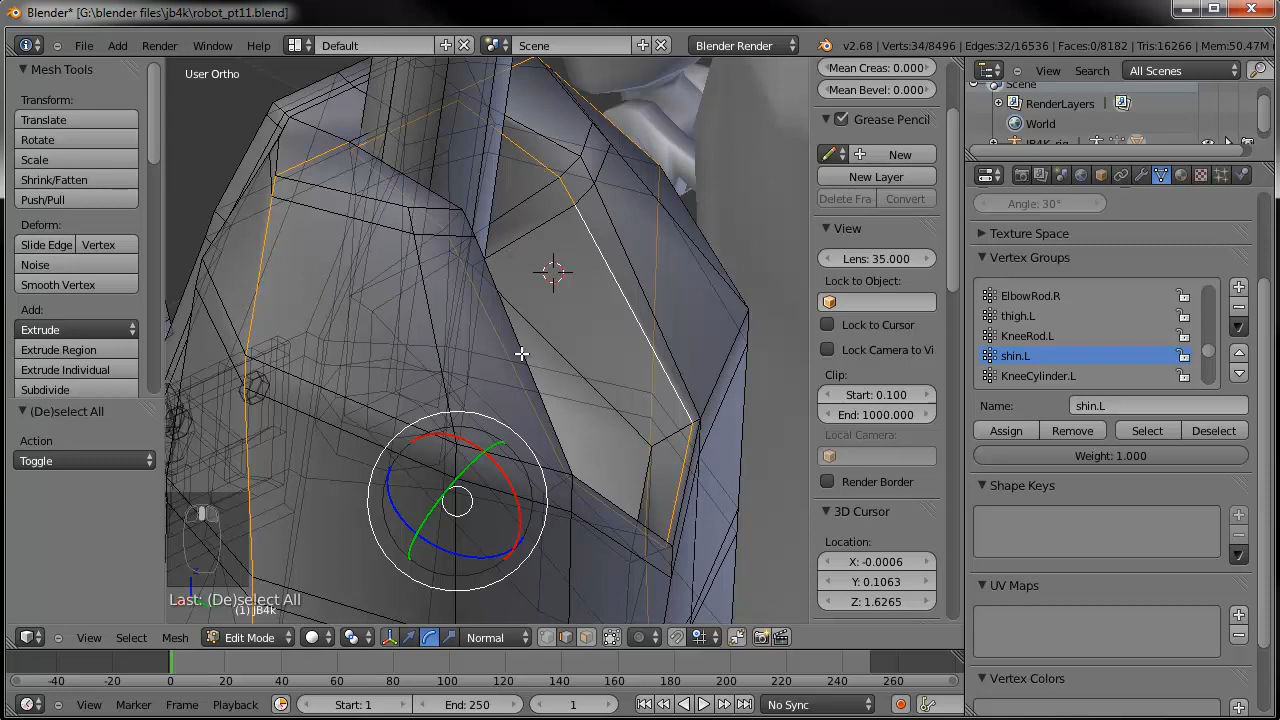 Blender* [G:\blender files\jb4k\robot_pt11.blend]
File Add Render Window Help Default Scene Blender Render v2.68 | Verts:34/8496 | Edges:32/16536 | Faces:0/8182 | Tris:16266 | Mem:50.47M
Mesh Tools
Transform:
Translate
Rotate
Scale
Shrink/Fatten
Push/Pull
Deform:
Slide Edge Vertex
Noise
Smooth Vertex
Add:
Extrude
Extrude Region
Extrude Individual
Subdivide
(De)select All
Action
Toggle
User Ortho
Last: (De)select All
(1) JB4K
Mean Creas: 0.000
Mean Bevel: 0.000
Grease Pencil
New
New Layer
Delete Fra Convert
View
Lens: 35.000
Lock to Object:
Lock to Cursor
Lock Camera to Vi
Clip:
Start: 0.100
End: 1000.000
Local Camera:
Render Border
3D Cursor
Location:
X: -0.0006
Y: 0.1063
Z: 1.6265
View Search All Scenes
Scene
RenderLayers
World
JB4K_rig
Angle: 30°
Texture Space
Vertex Groups
ElbowRod.R
thigh.L
KneeRod.L
shin.L
KneeCylinder.L
Name: shin.L
Assign Remove Select Deselect
Weight: 1.000
Shape Keys
UV Maps
Vertex Colors
View Select Mesh Edit Mode Normal
-40 -20 0 20 40 60 80 100 120 140 160 180 200 220 240 260
View Marker Frame Playback Start: 1 End: 250 1 No Sync